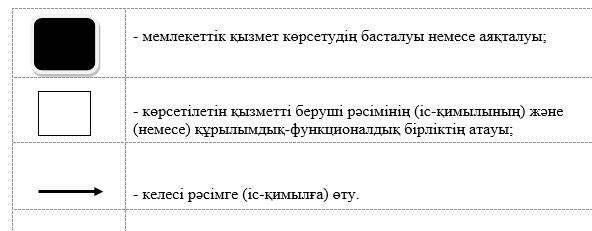 - мемлекеттік қызмет көрсетудің басталуы немесе аяқталуы;
- көрсетілетін қызметті беруші рәсімінің (іс-қимылының) және
(немесе) құрылымдық-функционалдық бірліктің атауы;
- келесі рәсімге (іс-қимылға) өту.